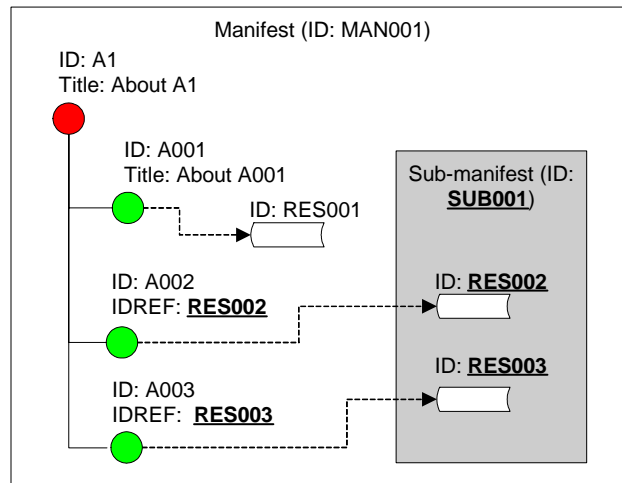 Manifest (ID: MAN001)
ID: A1
Title: About A1
ID: A001
Title: About A001
ID: RES001
Sub-manifest (ID:
SUB001)
ID: A002
IDREF: RES002
ID: RES002
ID: A003
IDREF: RES003
ID: RES003